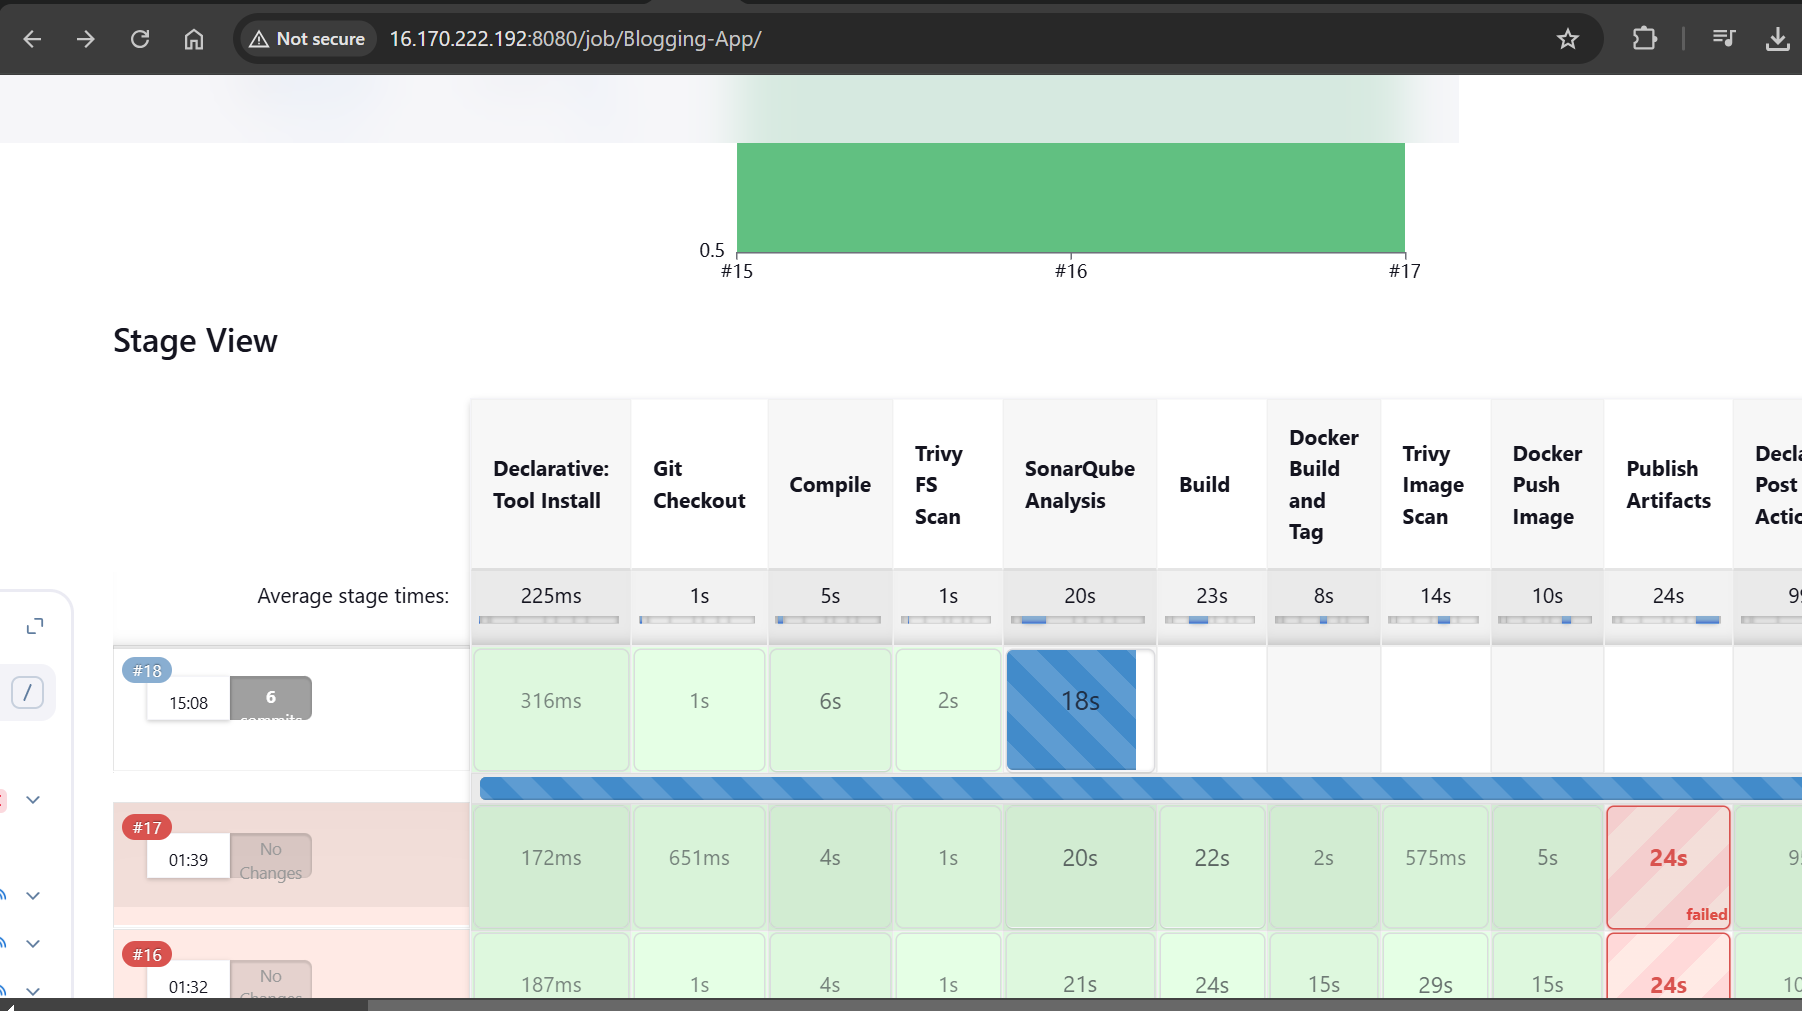 Not secure
16.170.222.192:8080/job/Blogging-App/
0.5
#15
#16
#17
Stage View
Declarative:
Tool Install
Git
Checkout
Compile
Trivy
FS
Scan
SonarQube
Analysis
Build
Docker
Build
and
Tag
Trivy
Image
Scan
Docker
Push
Image
Publish
Artifacts
Post
Average stage times:
225ms
1s
5s
1s
20s
23s
8s
14s
10s
24s
#18
15:08
6
commits
316ms
1s
6s
2s
18s
/
#17
01:39
No
Changes
172ms
651ms
4s
1s
20s
22s
2s
575ms
5s
24s
failed
#16
01:32
No
Changes
187ms
1s
4s
1s
21s
24s
15s
29s
15s
24s